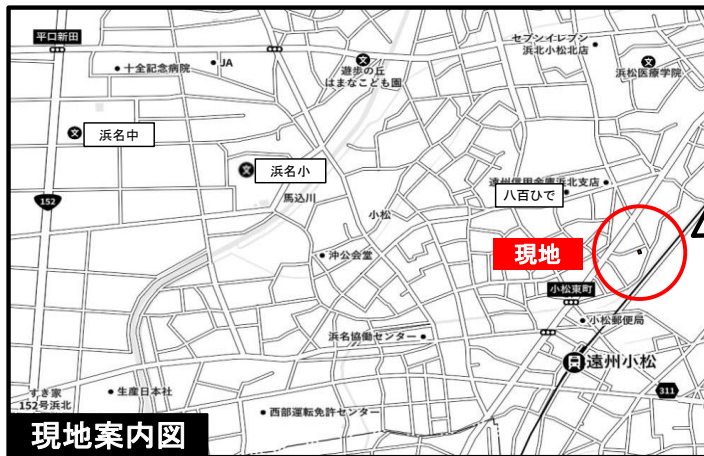 平口新田
セブンイレブン
浜北小松北店
JA
十全記念病院
文
遊歩の丘
はまなこども園
文
浜松医療学院
文
浜名中
文
浜名小
遠州信用金庫浜北支店
八百ひで
152
馬込川
小松
現地
沖公会堂
小松東町
小松郵便局
浜名協働センター
遠州小松
すき家
152号浜北
生産日本社
311
西部運転免許センター
現地案内図